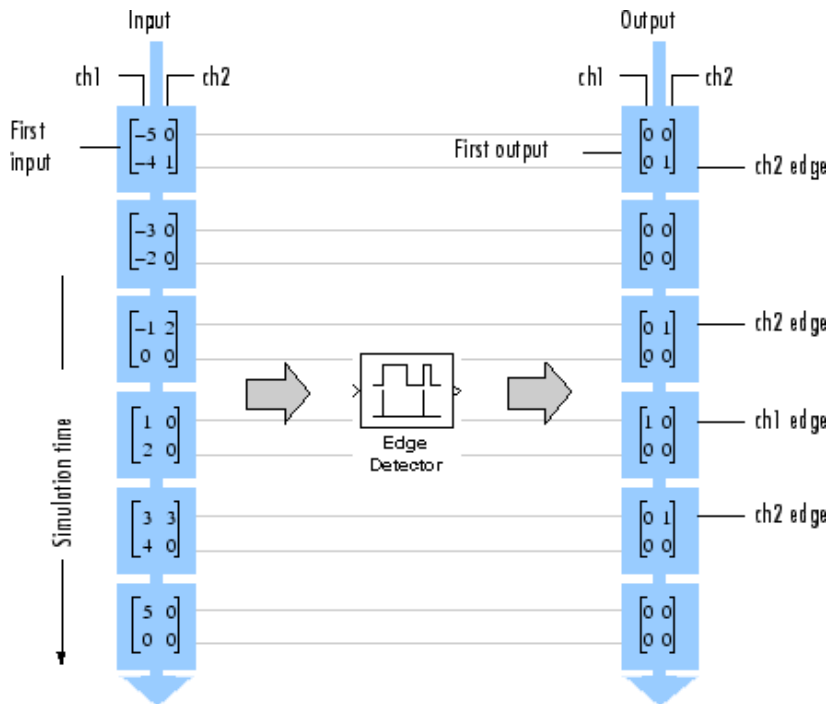 Input Output
ch1 ch2 ch1 ch2
First input
−5 0
−4 1
First output
0 0
0 1
ch2 edge
−3 0
−2 0
0 0
0 0
−1 2
0 0
0 1
0 0
ch2 edge
Edge Detector
1 0
2 0
1 0
0 0
ch1 edge
3 3
4 0
0 1
0 0
ch2 edge
5 0
0 0
0 0
0 0
Simulation time